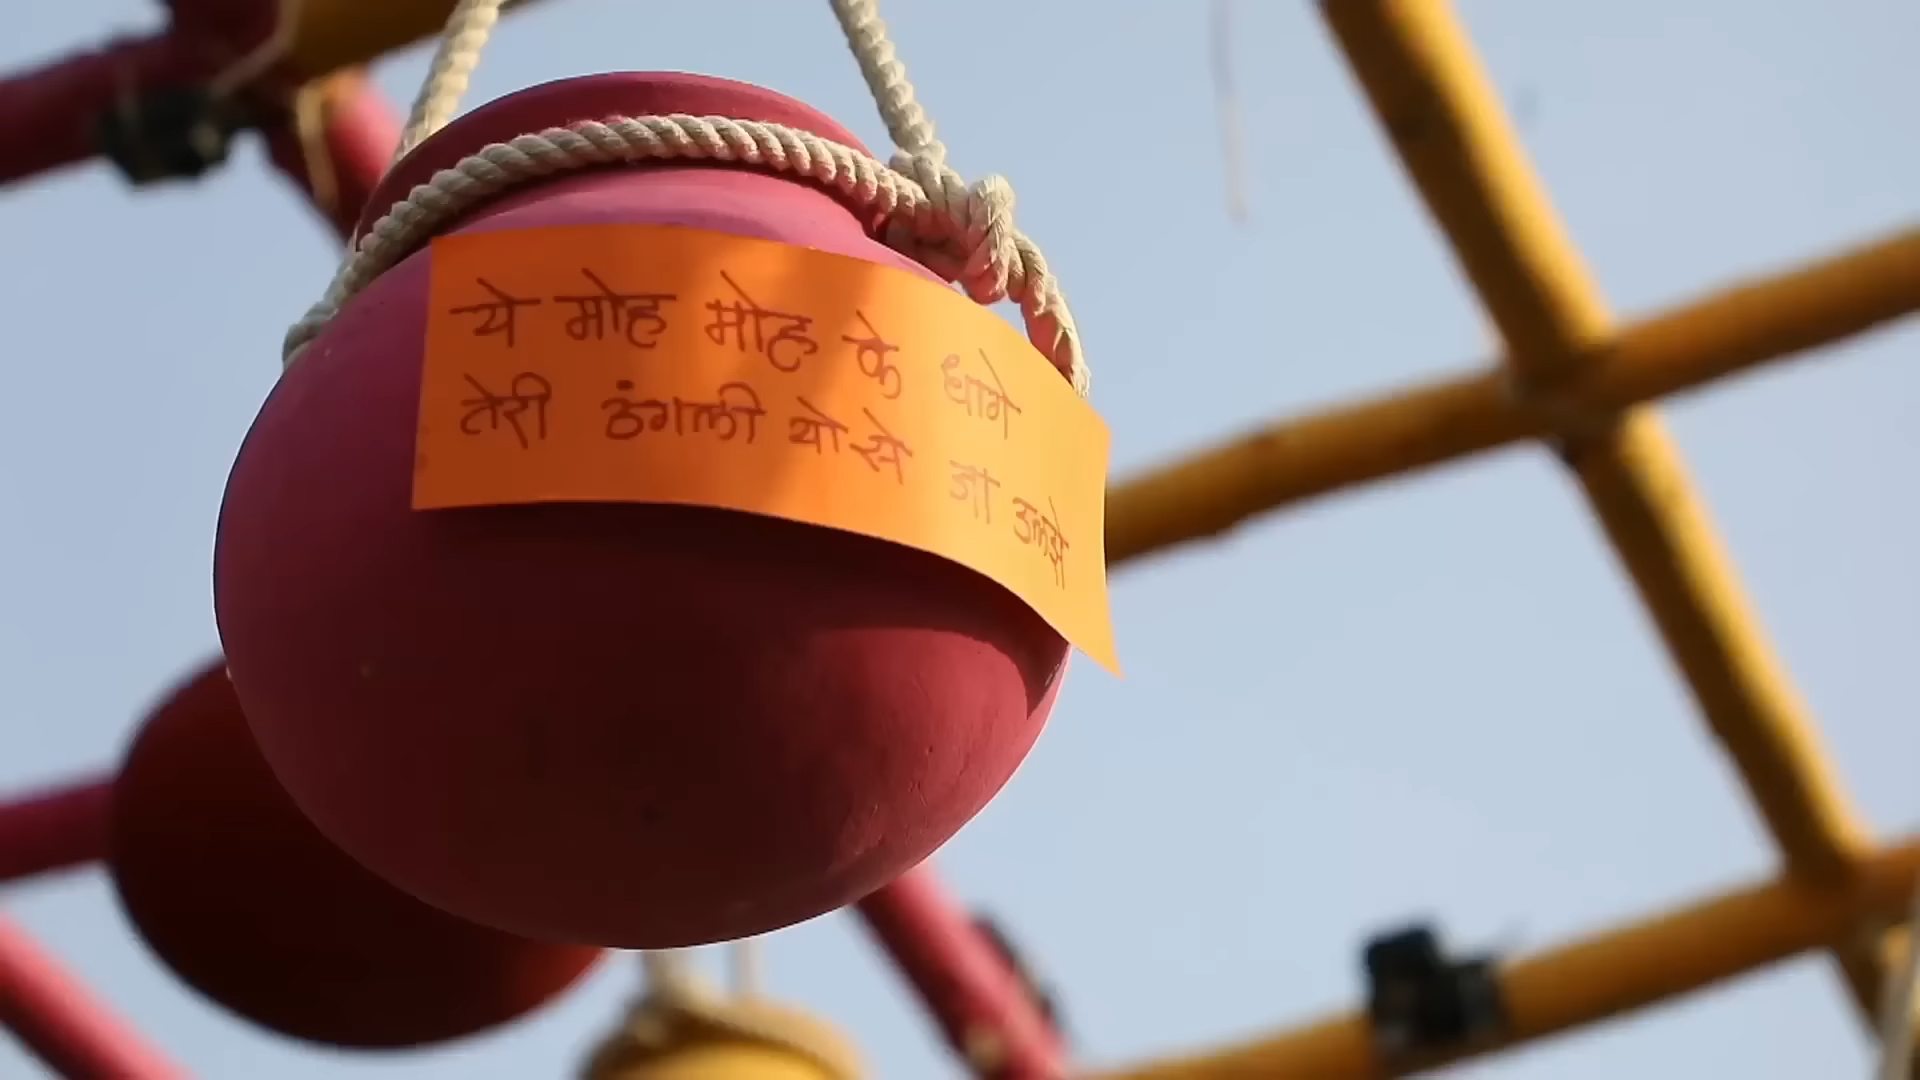 ये मोह मोह के धागे
तेरी ठंगली यो से जा उलझे